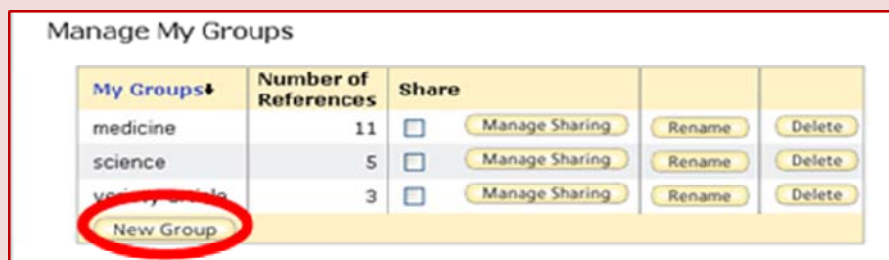 Manage My Groups
My Groups Number of References Share
medicine 11 Manage Sharing Rename Delete
science 5 Manage Sharing Rename Delete
3 Manage Sharing Rename Delete
New Group